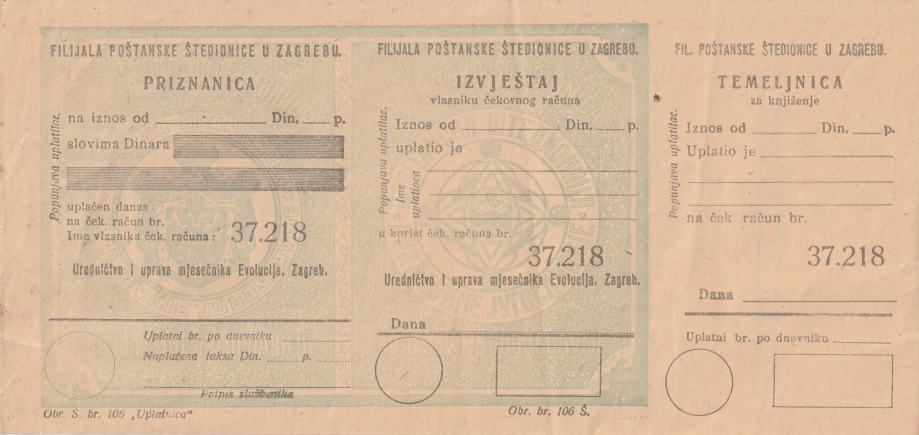 FILIJALA POŠTANSKE ŠTEDIONICE U ZAGREBU.
PRIZNANICA
Popunjava uplatilac.
na iznos od Din. p.
slovima Dinara
uplaćen danas
na ček. račun br.
Ime vlasnika ček. računa: 37.218
Uredničtvo i uprava mjesečnika Evolucija, Zagreb.
Uplatni br. po dnevniku
Naplaćena taksa Din. p.
Potpis službenika
Obr. Š. br. 106 „Uplatnica“
FILIJALA POŠTANSKE ŠTEDIONICE U ZAGREBU.
IZVJEŠTAJ
vlasniku čekovnog računa
Popunjava uplatilac.
Iznos od Din. p.
uplatio je
Ime
uplatioca
u korist ček. računa br.
37.218
Uredničtvo i uprava mjesečnika Evolucija, Zagreb.
Dana
Obr. br. 106 Š.
FIL. POŠTANSKE ŠTEDIONICE U ZAGREBU.
TEMELJNICA
za knjiženje
Popunjava uplatilac.
Iznos od Din. p.
Uplatio je
na ček račun br.
37.218
Dana
Uplatni br. po dnevniku